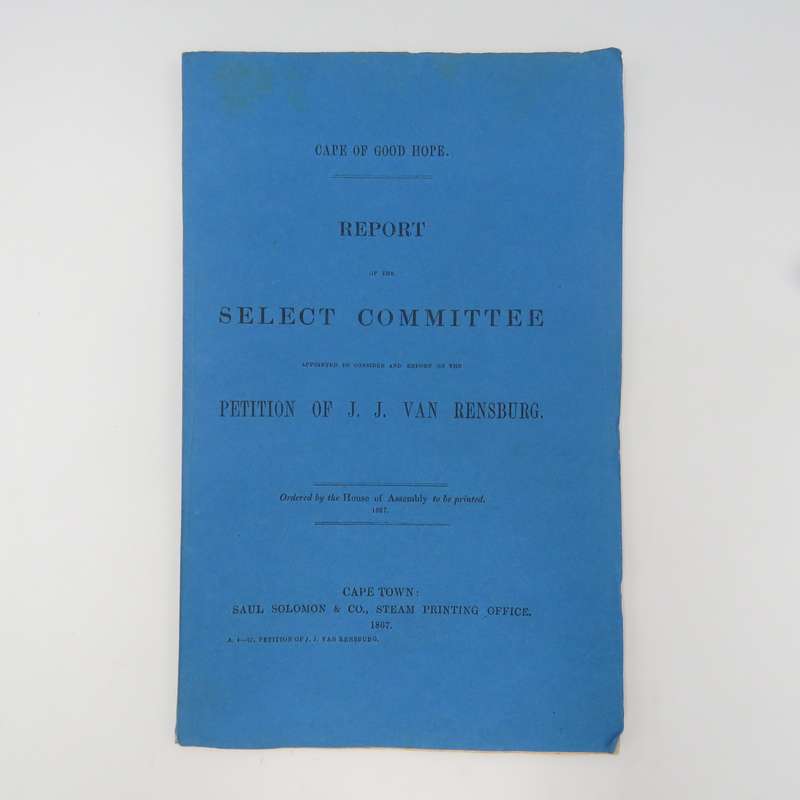 CAPE OF GOOD HOPE.
REPORT
OF THE
SELECT COMMITTEE
APPOINTED TO CONSIDER AND REPORT ON THE
PETITION OF J. J. VAN RENSBURG.
Ordered by the House of Assembly to be printed.
1867.
CAPE TOWN:
SAUL SOLOMON & CO., STEAM PRINTING OFFICE.
1867.
PETITION OF J. J. VAN RENSBURG.